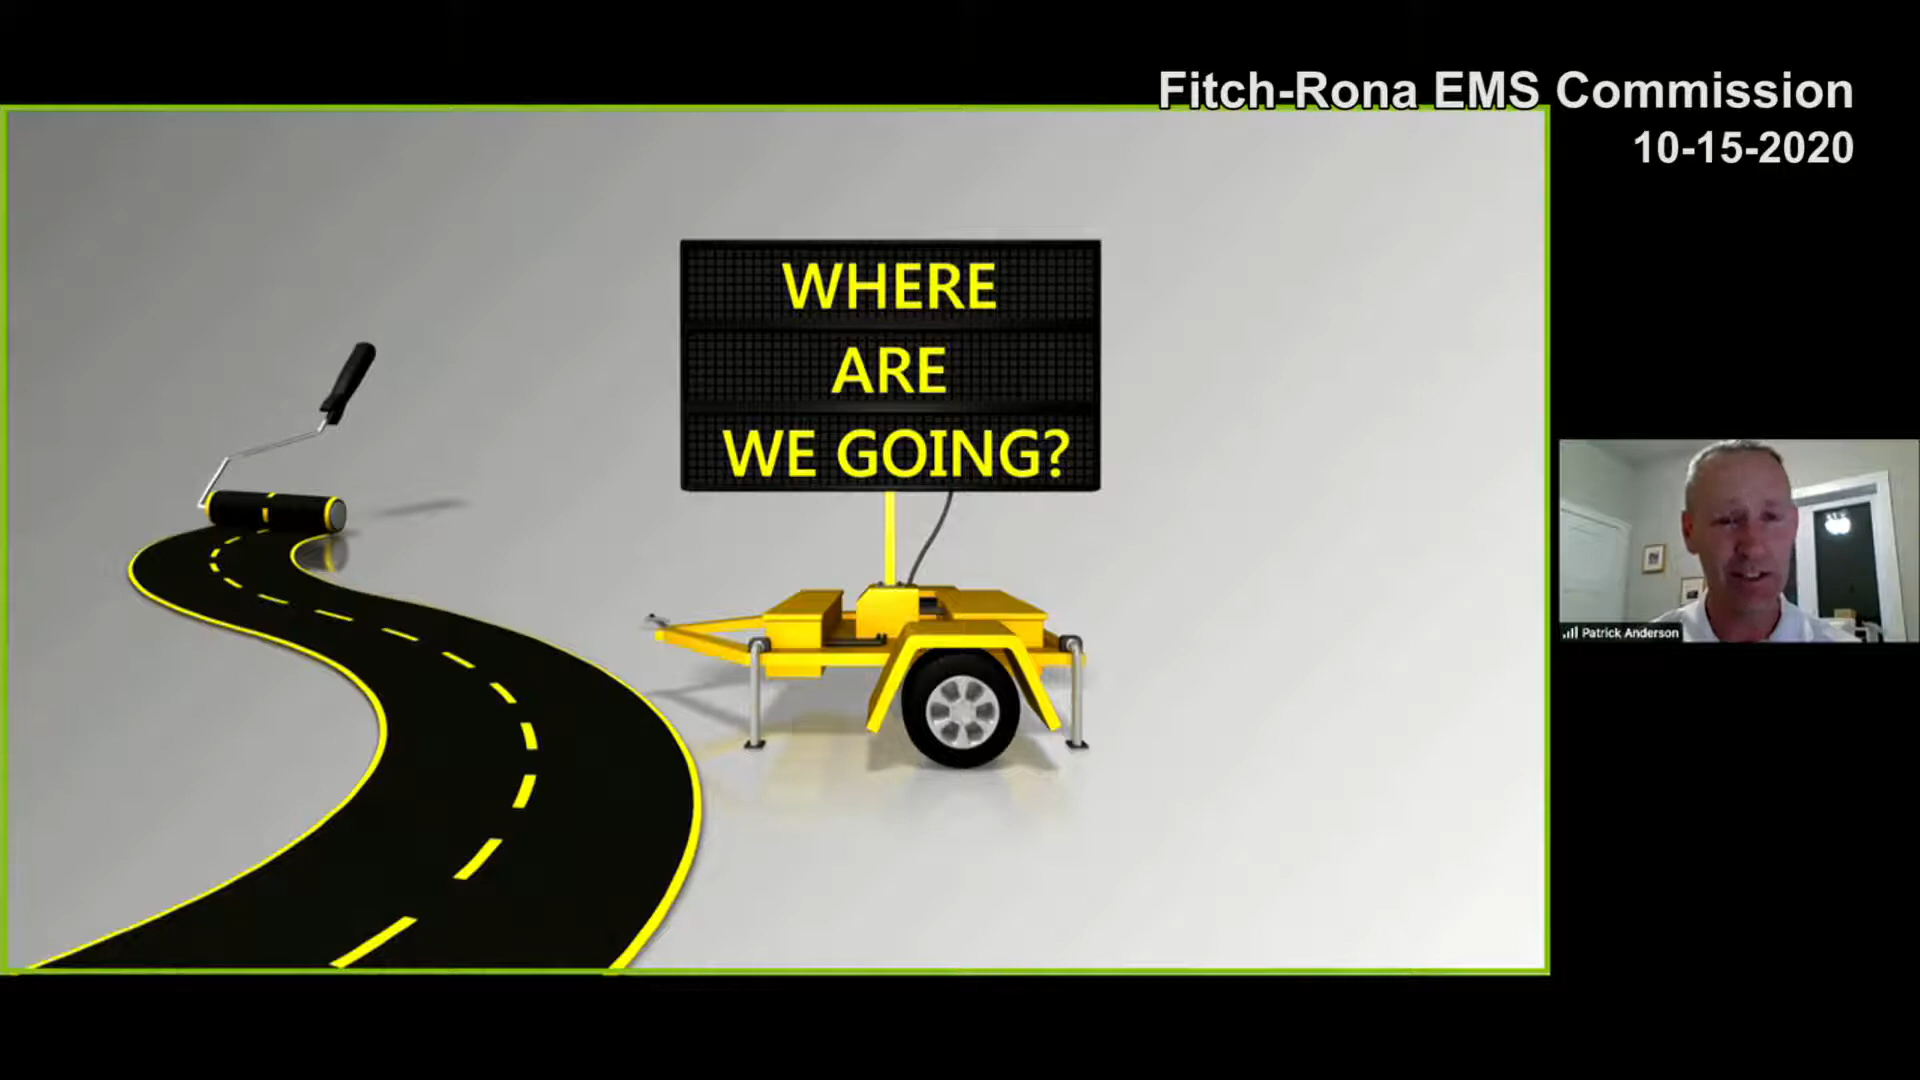 Fitch-Rona EMS Commission
10-15-2020
WHERE
ARE
WE GOING?
Patrick Anderson